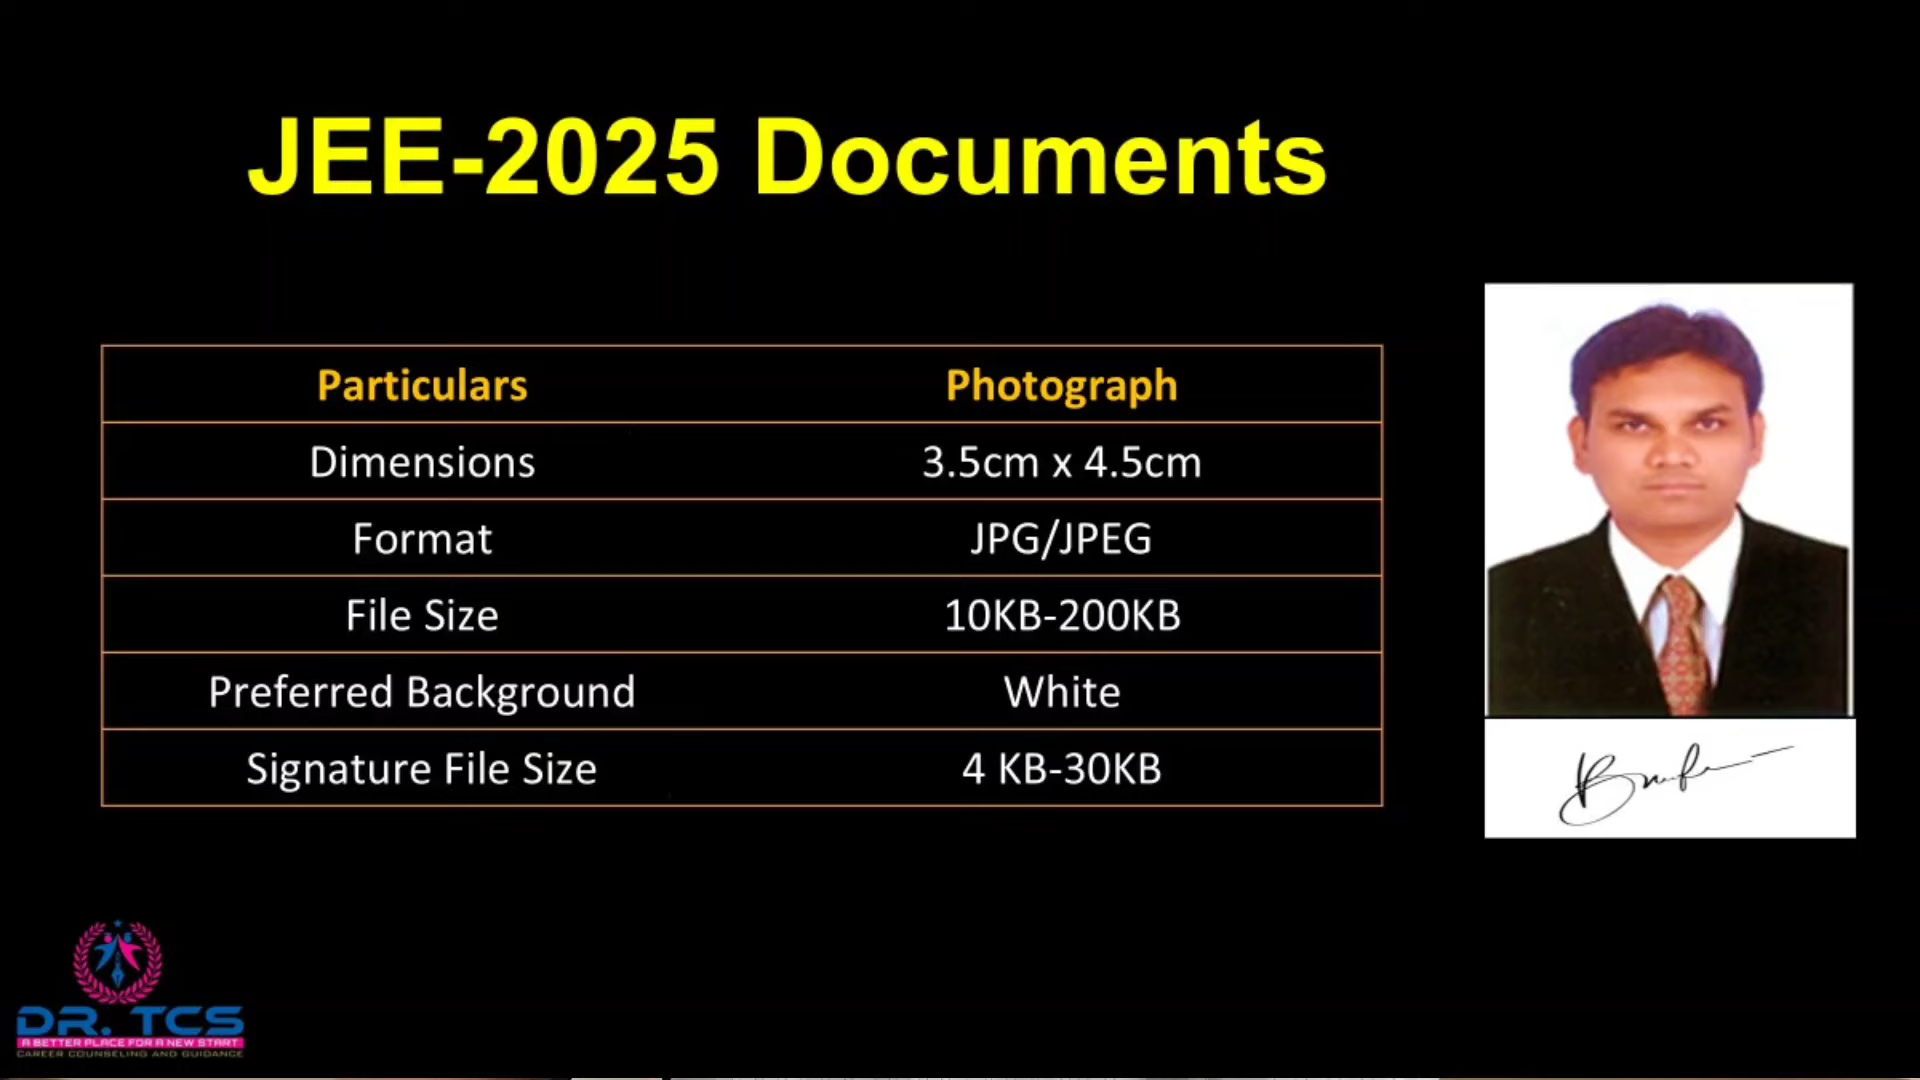 JEE-2025 Documents
Particulars Photograph
Dimensions 3.5cm x 4.5cm
Format JPG/JPEG
File Size 10KB-200KB
Preferred Background White
Signature File Size 4 KB-30KB
DR. TCS
A BETTER PLACE FOR A NEW START
CAREER COUNSELING AND GUIDANCE